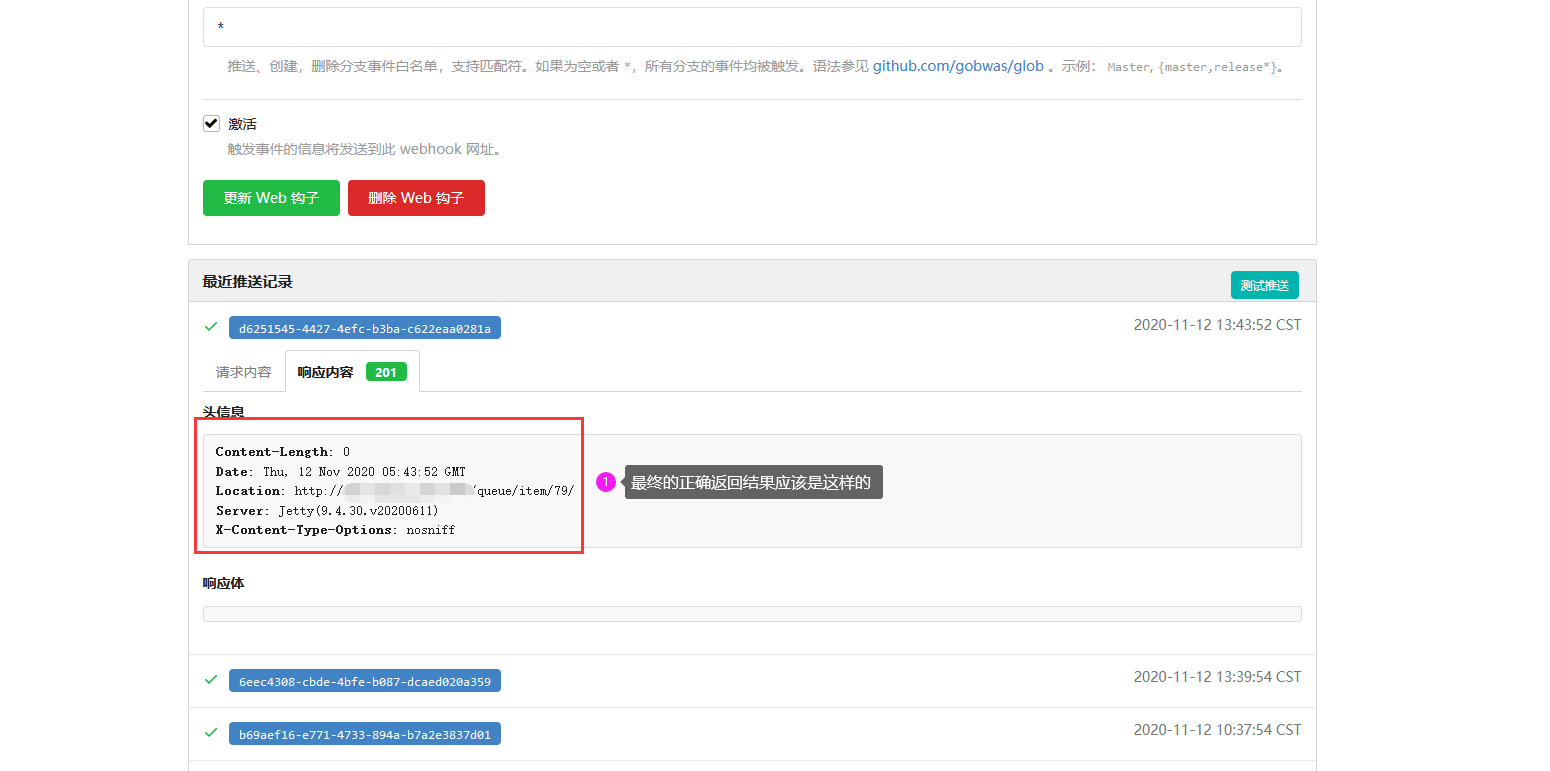 *
推送、创建，删除分支事件白名单，支持匹配符。如果为空或者 *，所有分支的事件均被触发。语法参见 github.com/gobwas/glob 。示例： Master, {master,release*}。
激活
触发事件的信息将发送到此 webhook 网址。
更新 Web 钩子 删除 Web 钩子
最近推送记录 测试推送
d6251545-4427-4efc-b3ba-c622eaa0281a 2020-11-12 13:43:52 CST
请求内容 响应内容 201
头信息
Content-Length: 0
Date: Thu, 12 Nov 2020 05:43:52 GMT
Location: http:// /queue/item/79/
1 最终的正确返回结果应该是这样的
Server: Jetty(9.4.30.v20200611)
X-Content-Type-Options: nosniff
响应体
6eec4308-cbde-4bfe-b087-dcaed020a359 2020-11-12 13:39:54 CST
b69aef16-e771-4733-894a-b7a2e3837d01 2020-11-12 10:37:54 CST